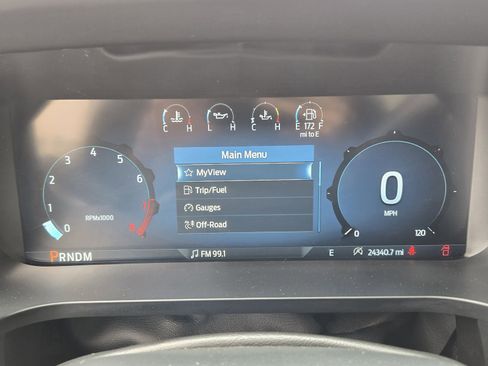 C H L H C H E 172 F
mi to E
Main Menu
MyView
Trip/Fuel
Gauges
Off-Road
0 1 2 3 4 5 6
RPMx1000
0
MPH
0 120
PRNDM
FM 99.1
E 24340.7 mi